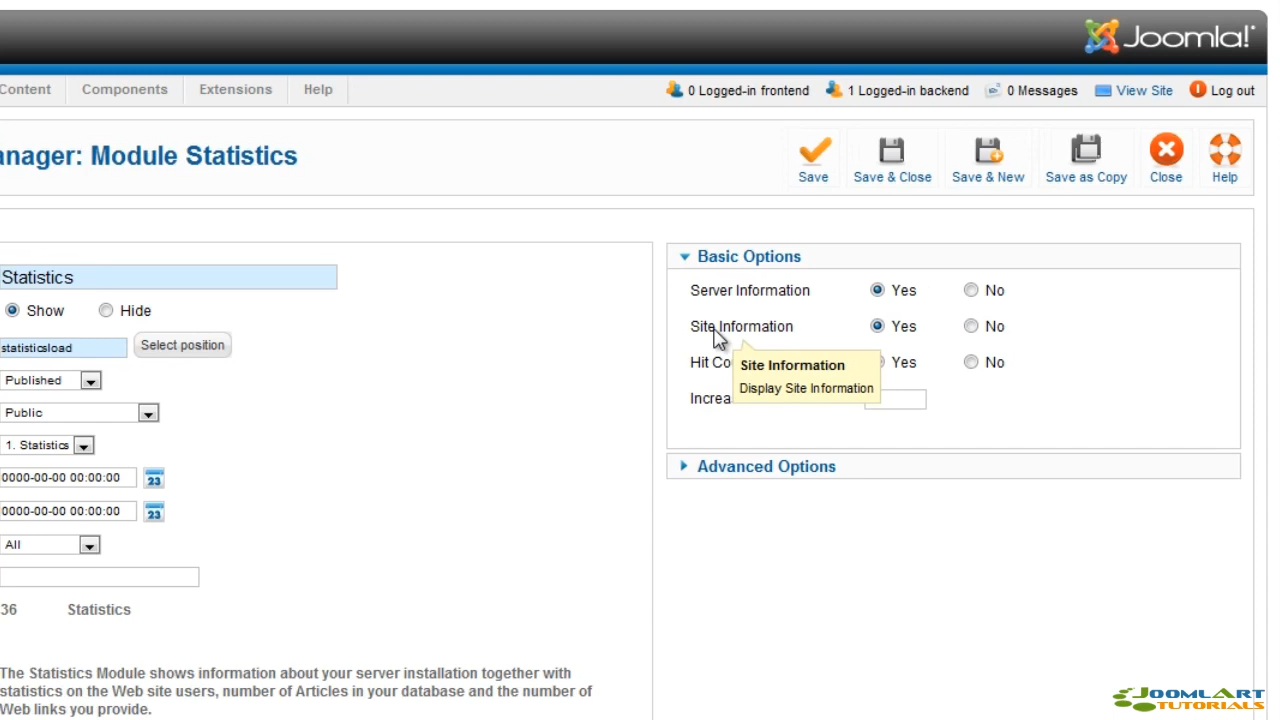 Joomla!
Content Components Extensions Help 0 Logged-in frontend 1 Logged-in backend 0 Messages View Site Log out
anager: Module Statistics
Save Save & Close Save & New Save as Copy Close Help
Basic Options
Statistics
Server Information Yes No
Show Hide
Site Information Yes No
statisticsload Select position
Hit Co Yes No
Site Information
Display Site Information
Published
Increa
Public
1. Statistics
Advanced Options
0000-00-00 00:00:00 23
0000-00-00 00:00:00 23
All
36 Statistics
The Statistics Module shows information about your server installation together with
statistics on the Web site users, number of Articles in your database and the number of
Web links you provide.
JOOMLART
TUTORIALS